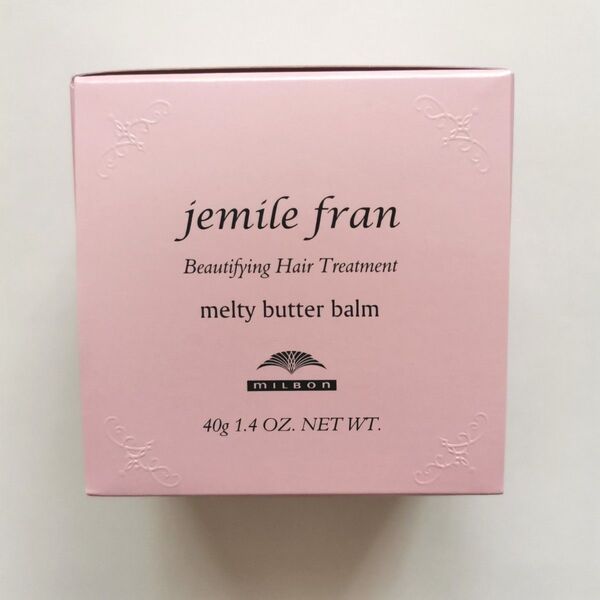 jemile fran
Beautifying Hair Treatment
melty butter balm
MILBON
40g 1.4 OZ. NET WT.